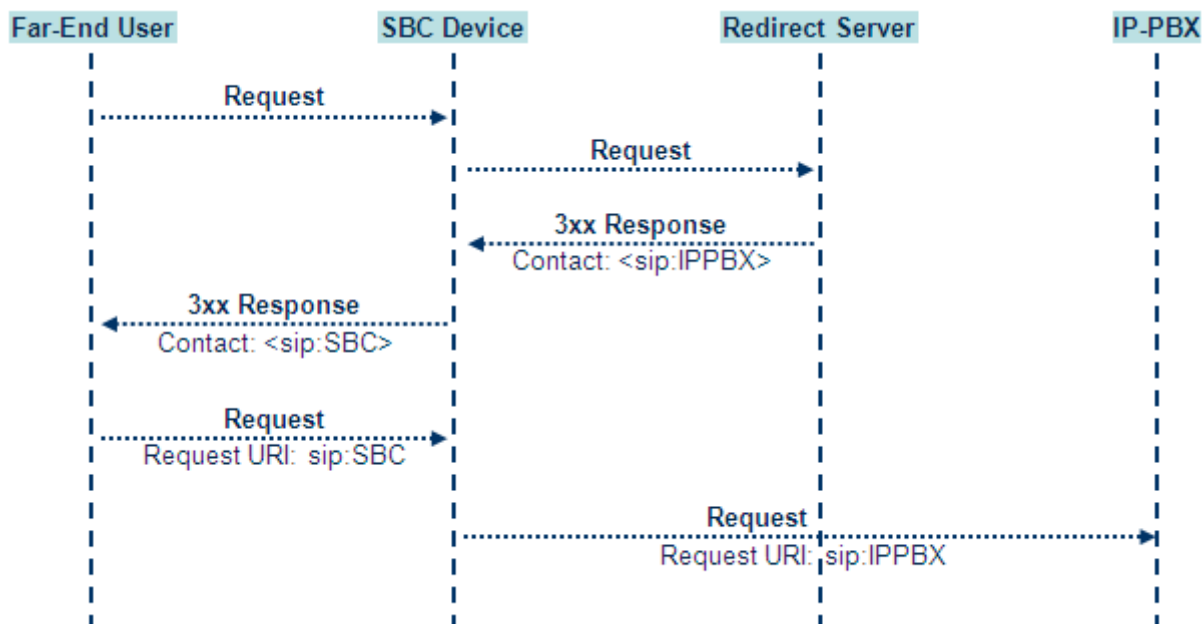 Far-End User
SBC Device
Redirect Server
IP-PBX
Request
Request
3xx Response
Contact: <sip:IPPBX>
3xx Response
Contact: <sip:SBC>
Request
Request URI: sip:SBC
Request
Request URI: sip:IPPBX